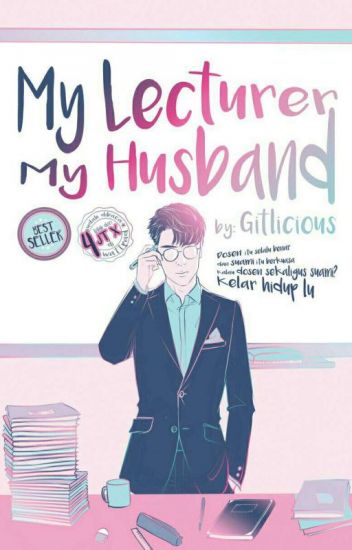 My Lecturer
My Husband
by: Gitlicious
BEST
SELLER
4JTX
Dosen itu selalu benar
dan suami itu berkuasa
Kalau dosen sekaligus suami?
Kelar hidup lu